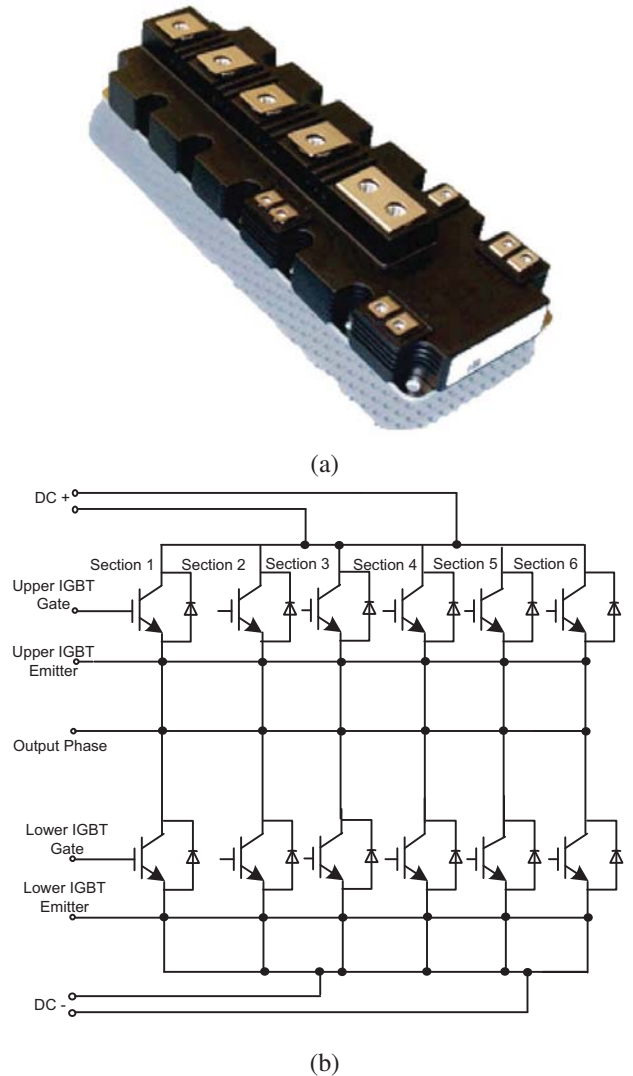 (a)
DC +
Section 1 Section 2 Section 3 Section 4 Section 5 Section 6
Upper IGBT
Gate
Upper IGBT
Emitter
Output Phase
Lower IGBT
Gate
Lower IGBT
Emitter
DC -
(b)